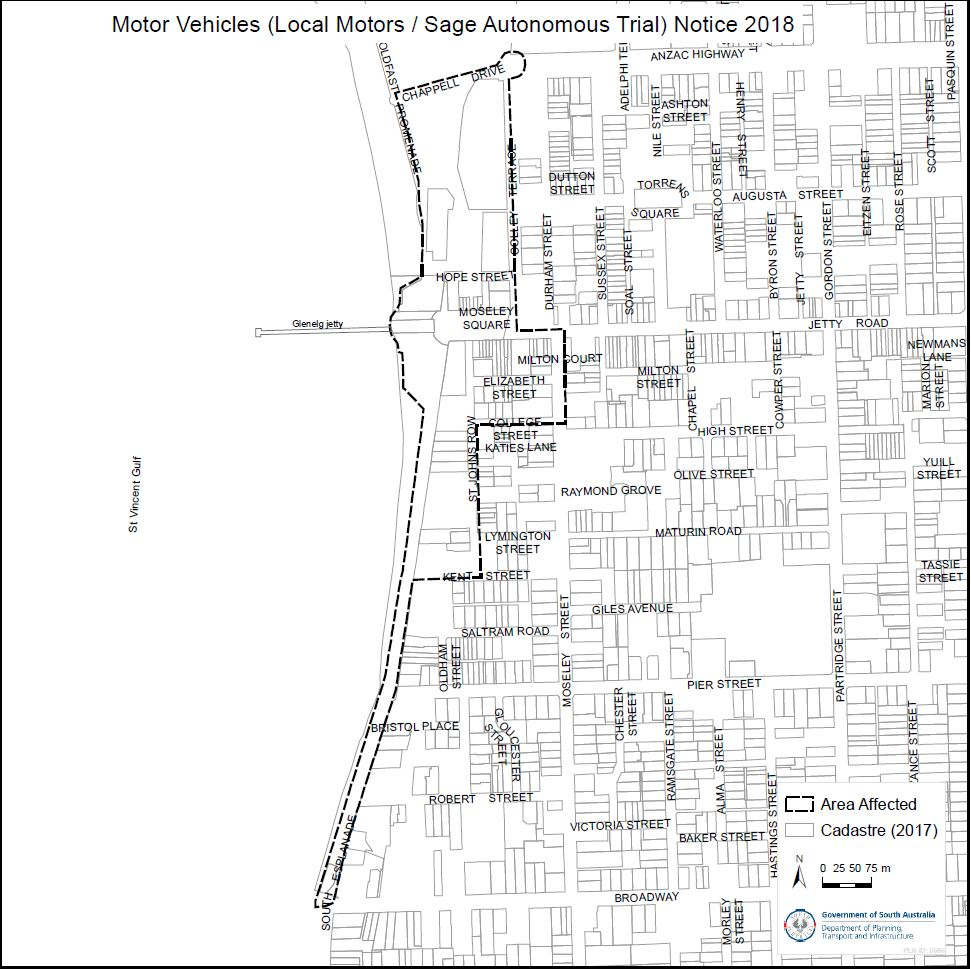 Motor Vehicles (Local Motors / Sage Autonomous Trial) Notice 2018
ANZAC HIGHWAY
PASQUIN STREET
OLDFAST PROMENADE
CHAPPELL DRIVE
ADELPHI TE
NILE STREET
ASHTON
STREET
HENRY STREET
SCOTT STREET
COLLEY TERRACE
DUTTON
STREET
TORRENS
SQUARE
WATERLOO STREET
AUGUSTA STREET
EITZEN STREET
ROSE STREET
DURHAM STREET
SUSSEX STREET
SOAL STREET
BYRON STREET
JETTY STREET
GORDON STREET
HOPE STREET
MOSELEY
SQUARE
Glenelg jetty
JETTY ROAD
MILTON COURT
MILTON
STREET
CHAPEL STREET
COWPER STREET
NEWMANS
LANE
MARION
STREET
ELIZABETH
STREET
COLLEGE
STREET
KATIES LANE
ST JOHNS ROW
HIGH STREET
St Vincent Gulf
RAYMOND GROVE
OLIVE STREET
YUILL
STREET
LYMINGTON
STREET
MATURIN ROAD
KENT STREET
TASSIE
STREET
GILES AVENUE
SALTRAM ROAD
MOSELEY STREET
PARTRIDGE STREET
OLDHAM
STREET
PIER STREET
BRISTOL PLACE
GLOUCESTER
STREET
CHESTER
STREET
RAMSGATE STREET
ALMA STREET
ANCE STREET
ROBERT STREET
HASTINGS STREET
VICTORIA STREET
BAKER STREET
SOUTH ESPLANADE
BROADWAY
MORLEY
STREET
Area Affected
Cadastre (2017)
N
0 25 50 75 m
Government of South Australia
Department of Planning,
Transport and Infrastructure